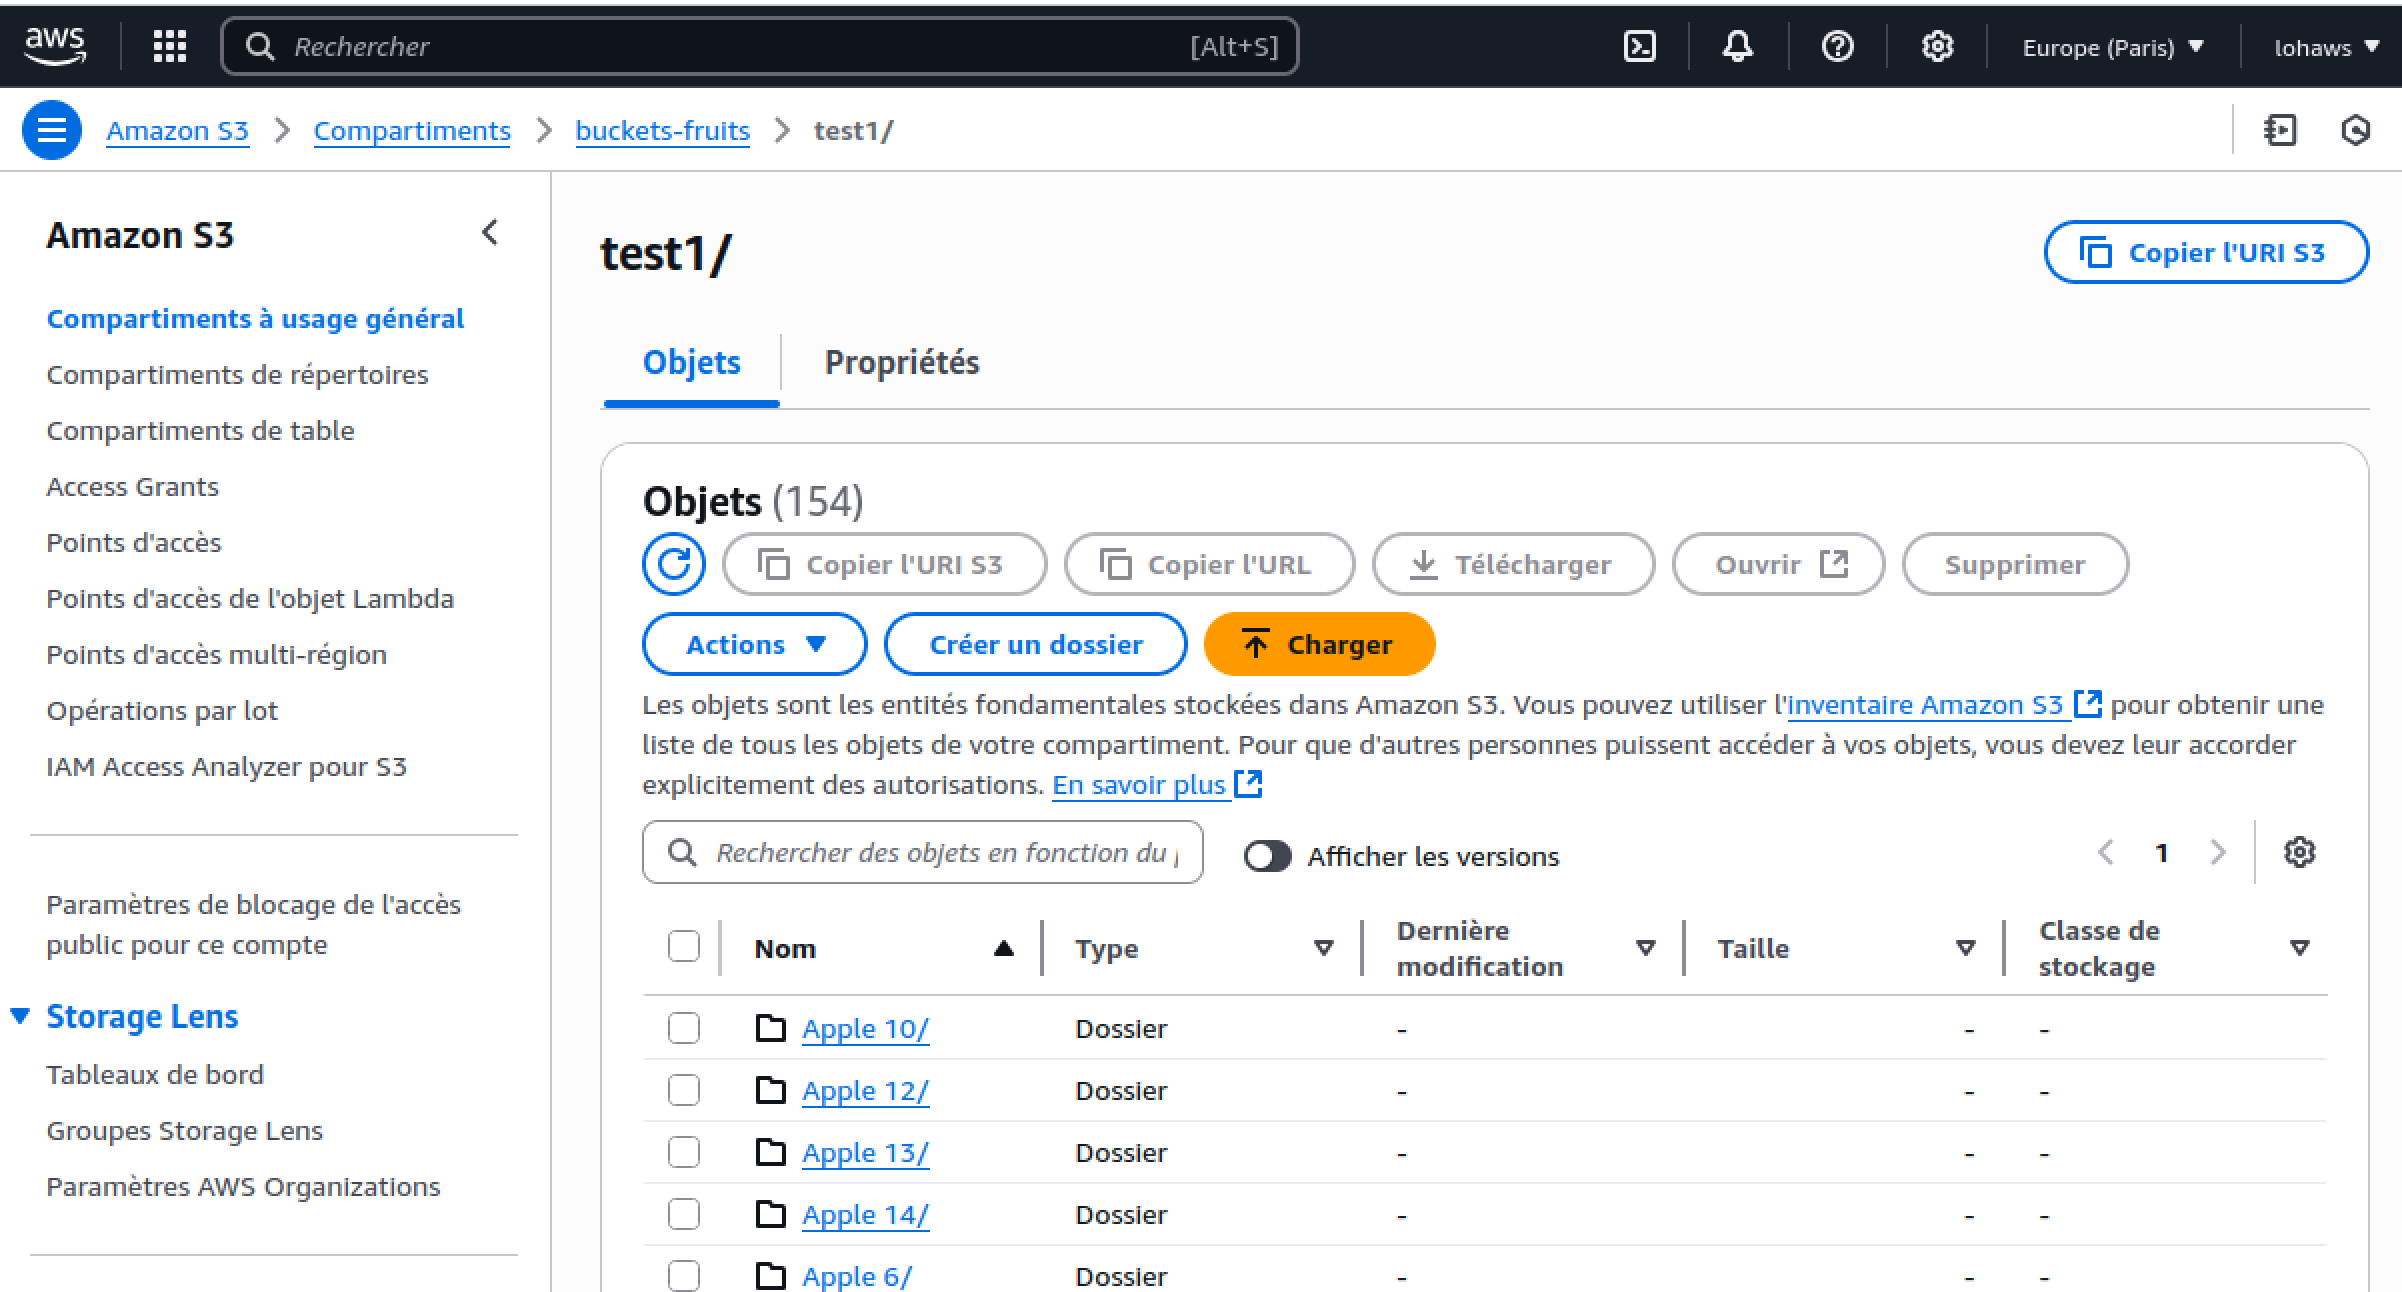 aws
Rechercher [Alt+S]
Europe (Paris)
lohaws
Amazon S3 > Compartiments > buckets-fruits > test1/
Amazon S3
Compartiments à usage général
Compartiments de répertoires
Compartiments de table
Access Grants
Points d'accès
Points d'accès de l'objet Lambda
Points d'accès multi-région
Opérations par lot
IAM Access Analyzer pour S3
Paramètres de blocage de l'accès
public pour ce compte
Storage Lens
Tableaux de bord
Groupes Storage Lens
Paramètres AWS Organizations
test1/
Copier l'URI S3
Objets
Propriétés
Objets (154)
Copier l'URI S3
Copier l'URL
Télécharger
Ouvrir
Supprimer
Actions
Créer un dossier
Charger
Les objets sont les entités fondamentales stockées dans Amazon S3. Vous pouvez utiliser l'inventaire Amazon S3 pour obtenir une
liste de tous les objets de votre compartiment. Pour que d'autres personnes puissent accéder à vos objets, vous devez leur accorder
explicitement des autorisations. En savoir plus
Rechercher des objets en fonction du
Afficher les versions
1
Nom
Type
Dernière
modification
Taille
Classe de
stockage
Apple 10/ Dossier - - -
Apple 12/ Dossier - - -
Apple 13/ Dossier - - -
Apple 14/ Dossier - - -
Apple 6/ Dossier - - -